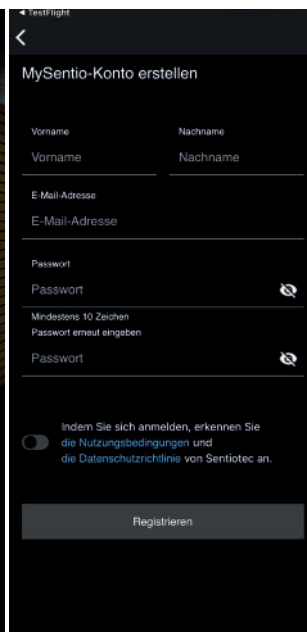 TestFlight
MySentio-Konto erstellen
Vorname Nachname
Vorname Nachname
E-Mail-Adresse
E-Mail-Adresse
Passwort
Passwort
Mindestens 10 Zeichen
Passwort erneut eingeben
Passwort
Indem Sie sich anmelden, erkennen Sie
die Nutzungsbedingungen und
die Datenschutzrichtlinie von Sentiotec an.
Registrieren